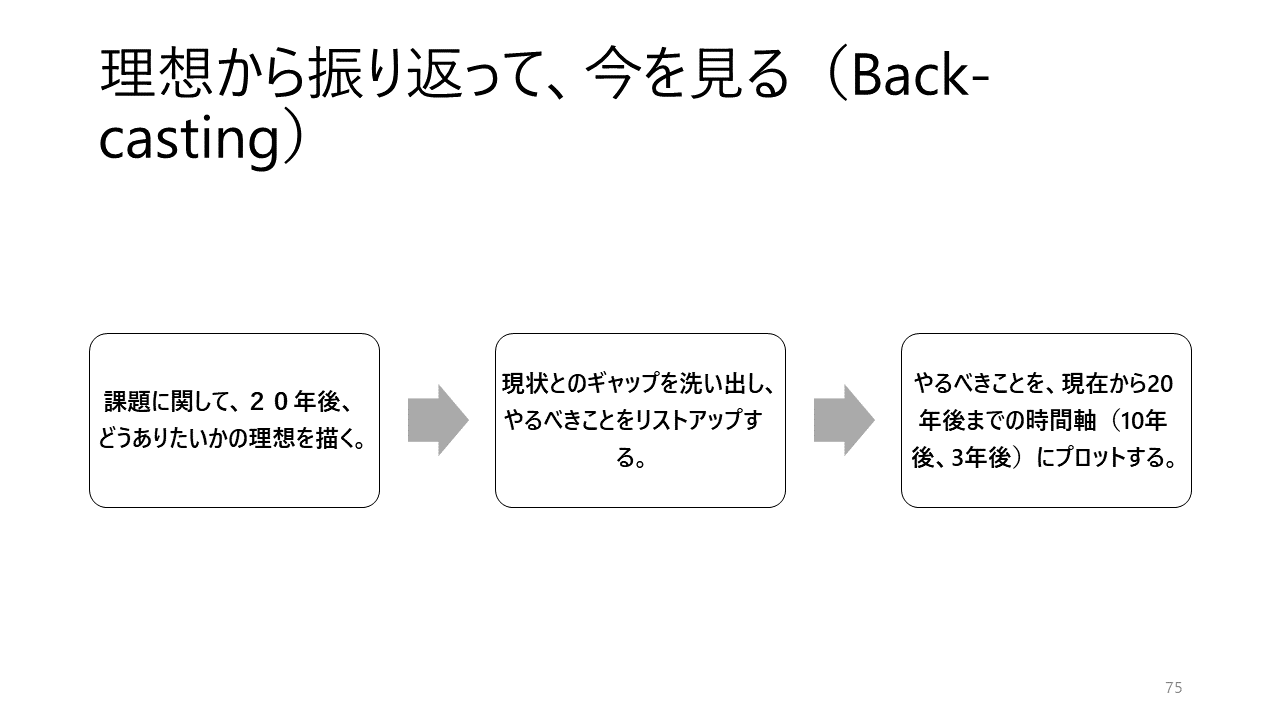 理想から振り返って、今を見る（Back-
casting）
課題に関して、２０年後、
どうありたいかの理想を描く。
現状とのギャップを洗い出し、
やるべきことをリストアップす
る。
やるべきことを、現在から20
年後までの時間軸（10年
後、3年後）にプロットする。
75